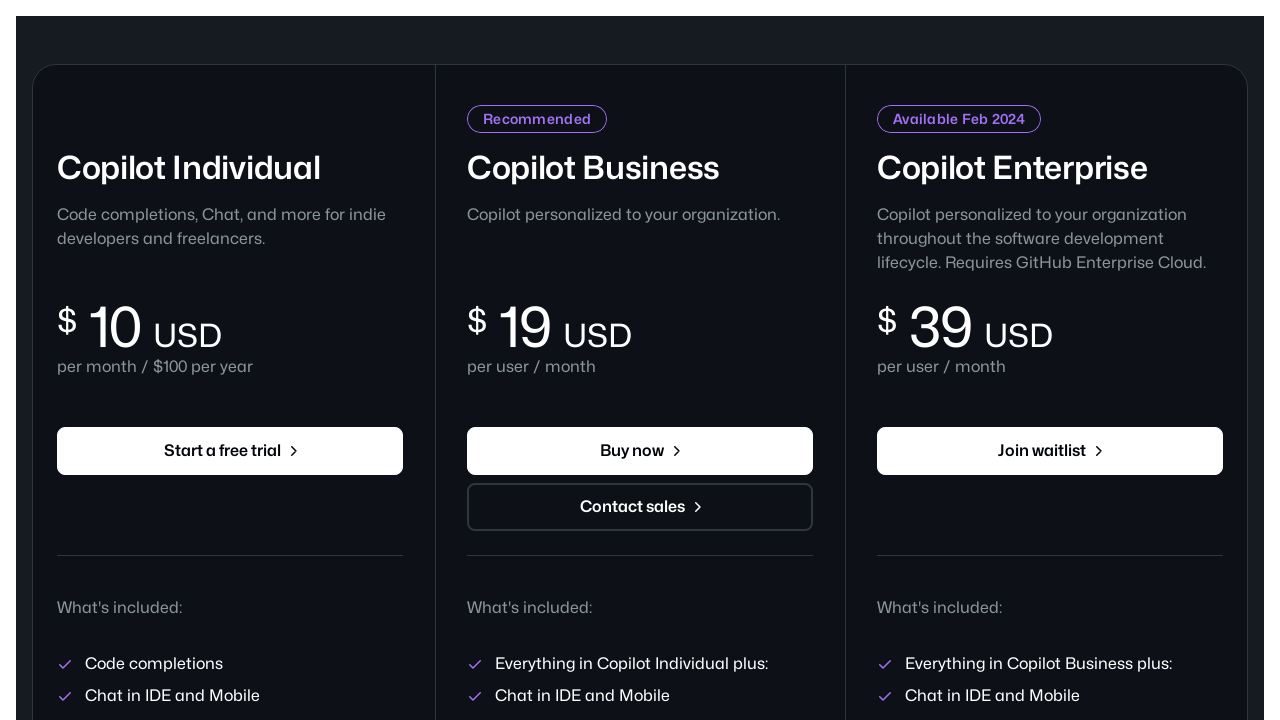 Copilot Individual
Code completions, Chat, and more for indie
developers and freelancers.
$ 10 USD
per month / $100 per year
Start a free trial
What's included:
Code completions
Chat in IDE and Mobile
Recommended
Copilot Business
Copilot personalized to your organization.
$ 19 USD
per user / month
Buy now
Contact sales
What's included:
Everything in Copilot Individual plus:
Chat in IDE and Mobile
Available Feb 2024
Copilot Enterprise
Copilot personalized to your organization
throughout the software development
lifecycle. Requires GitHub Enterprise Cloud.
$ 39 USD
per user / month
Join waitlist
What's included:
Everything in Copilot Business plus:
Chat in IDE and Mobile